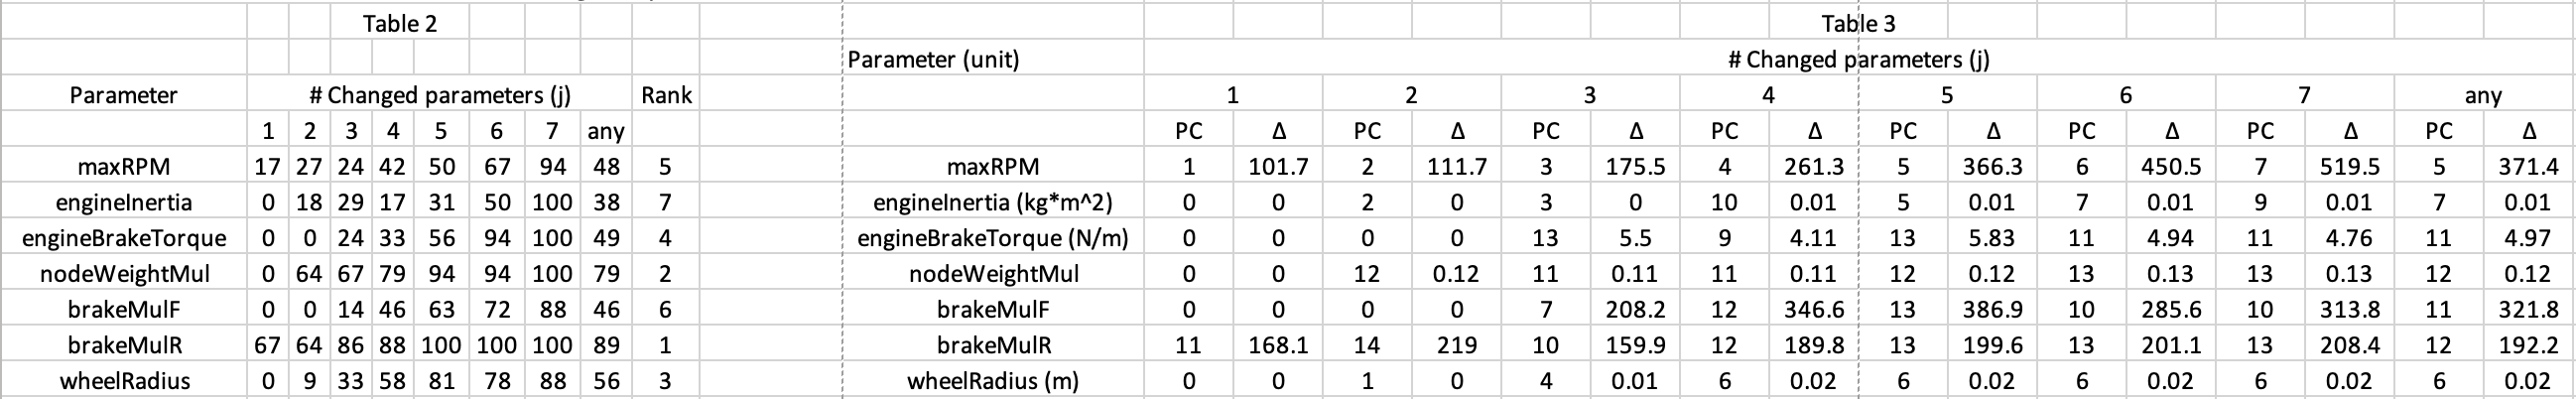 Table 2
Parameter # Changed parameters (j) Rank
1 2 3 4 5 6 7 any
maxRPM 17 27 24 42 50 67 94 48 5
engineInertia 0 18 29 17 31 50 100 38 7
engineBrakeTorque 0 0 24 33 56 94 100 49 4
nodeWeightMul 0 64 67 79 94 94 100 79 2
brakeMulF 0 0 14 46 63 72 88 46 6
brakeMulR 67 64 86 88 100 100 100 89 1
wheelRadius 0 9 33 58 81 78 88 56 3
Table 3
Parameter (unit) # Changed parameters (j)
1 2 3 4 5 6 7 any
PC Δ PC Δ PC Δ PC Δ PC Δ PC Δ PC Δ PC Δ
maxRPM 1 101.7 2 111.7 3 175.5 4 261.3 5 366.3 6 450.5 7 519.5 5 371.4
engineInertia (kg*m^2) 0 0 2 0 3 0 10 0.01 5 0.01 7 0.01 9 0.01 7 0.01
engineBrakeTorque (N/m) 0 0 0 0 13 5.5 9 4.11 13 5.83 11 4.94 11 4.76 11 4.97
nodeWeightMul 0 0 12 0.12 11 0.11 11 0.11 12 0.12 13 0.13 13 0.13 12 0.12
brakeMulF 0 0 0 0 7 208.2 12 346.6 13 386.9 10 285.6 10 313.8 11 321.8
brakeMulR 11 168.1 14 219 10 159.9 12 189.8 13 199.6 13 201.1 13 208.4 12 192.2
wheelRadius (m) 0 0 1 0 4 0.01 6 0.02 6 0.02 6 0.02 6 0.02 6 0.02